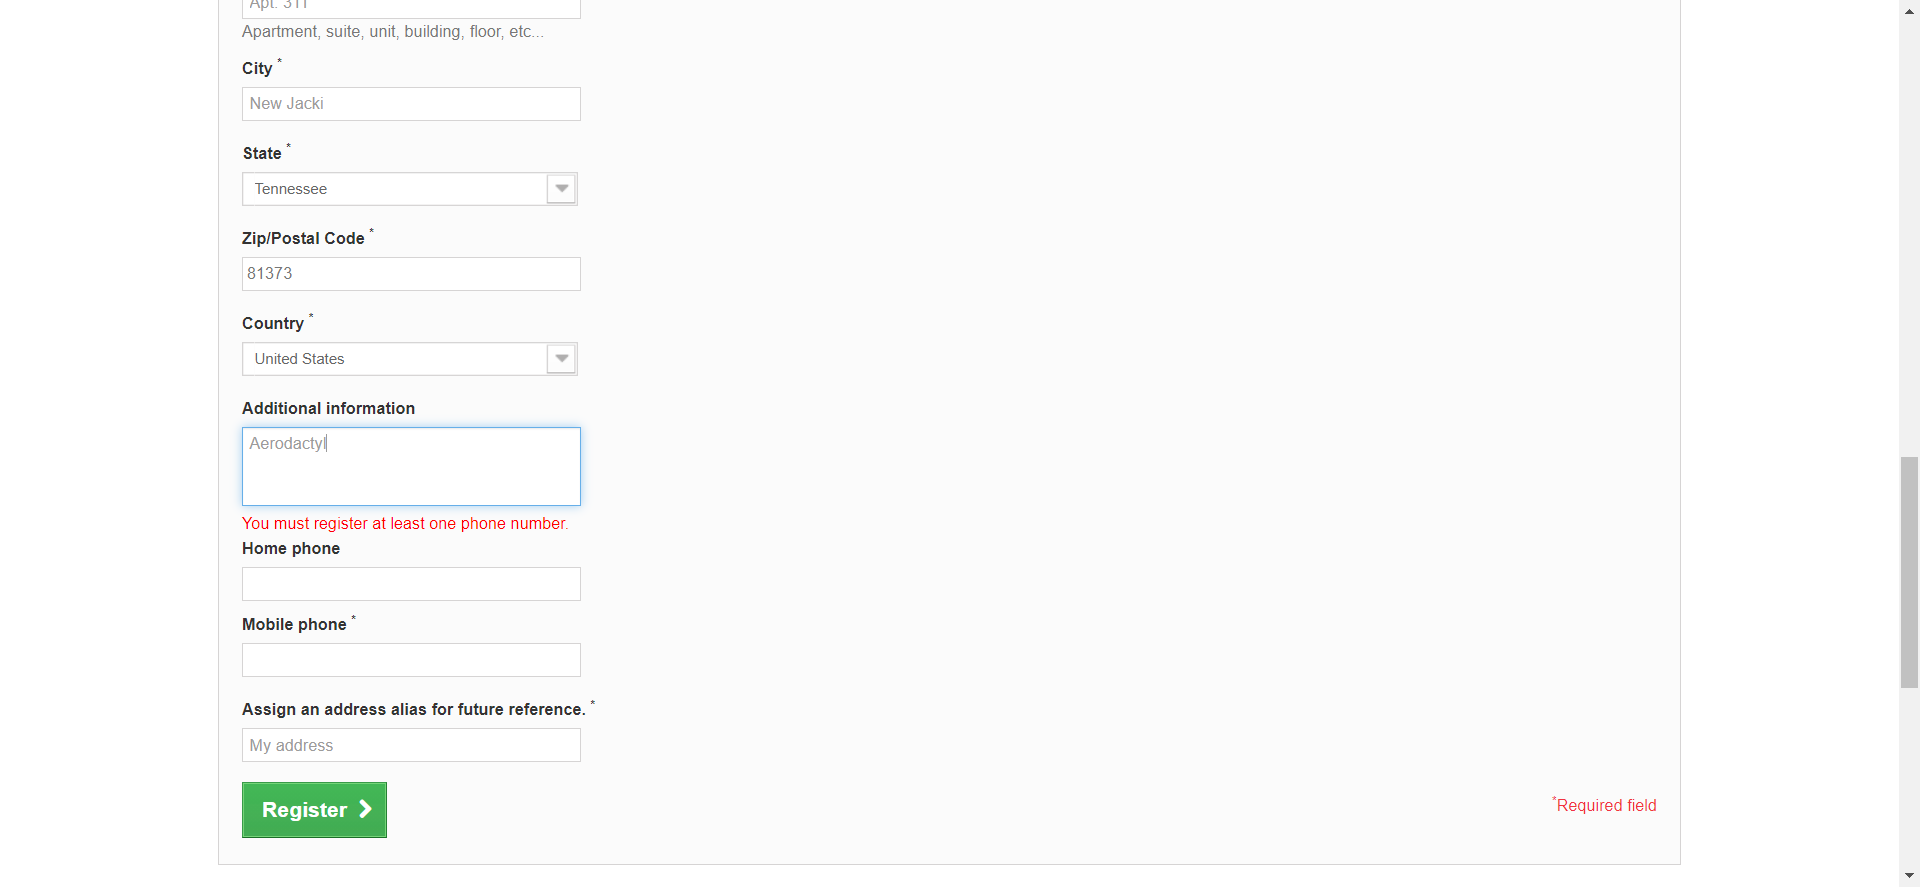 Apt. 311
Apartment, suite, unit, building, floor, etc...
City *
New Jacki
State *
Tennessee
Zip/Postal Code *
81373
Country *
United States
Additional information
Aerodactyl
You must register at least one phone number.
Home phone
Mobile phone *
Assign an address alias for future reference. *
My address
Register
*Required field